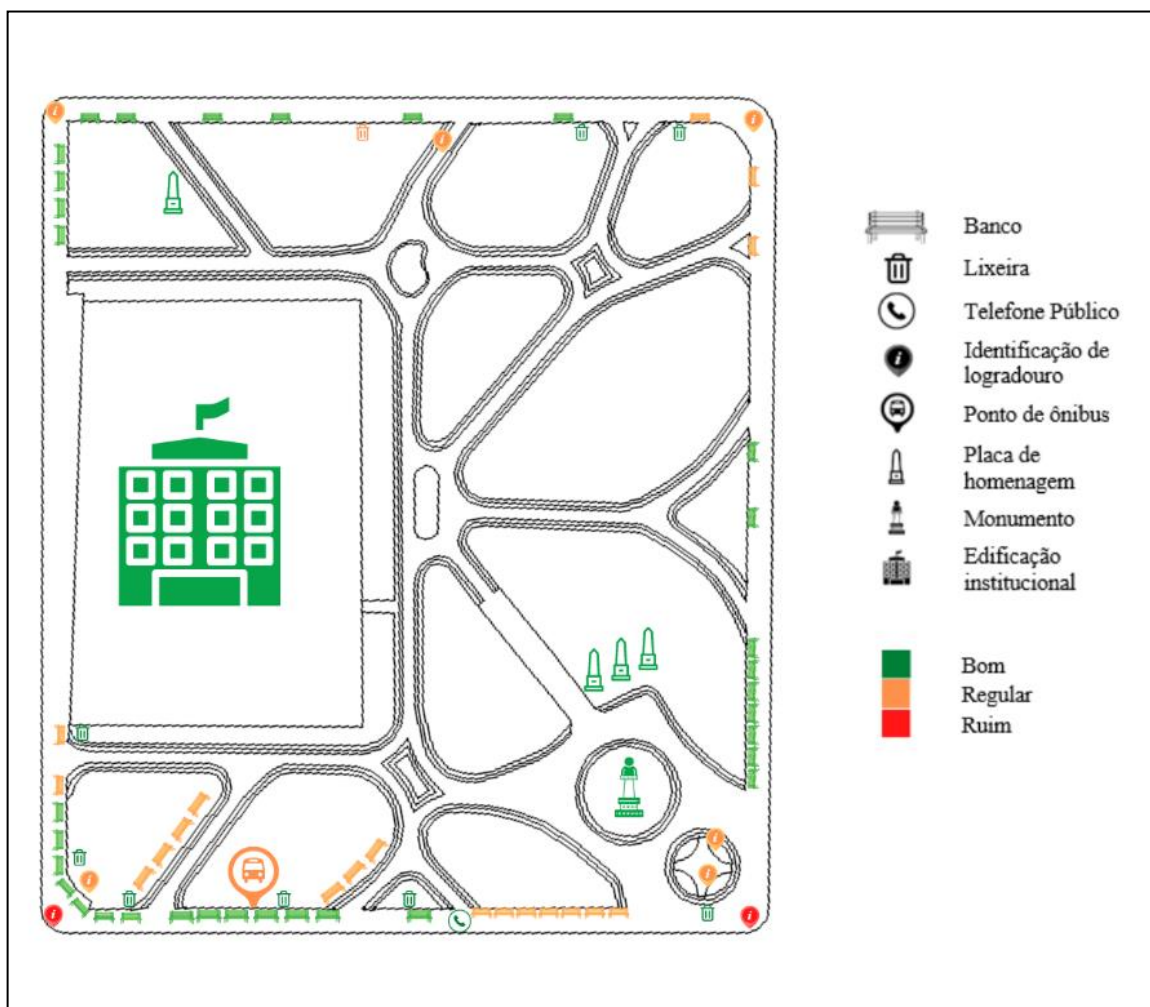 Banco
Lixeira
Telefone Público
Identificação de
logradouro
Ponto de ônibus
Placa de
homenagem
Monumento
Edificação
institucional
Bom
Regular
Ruim